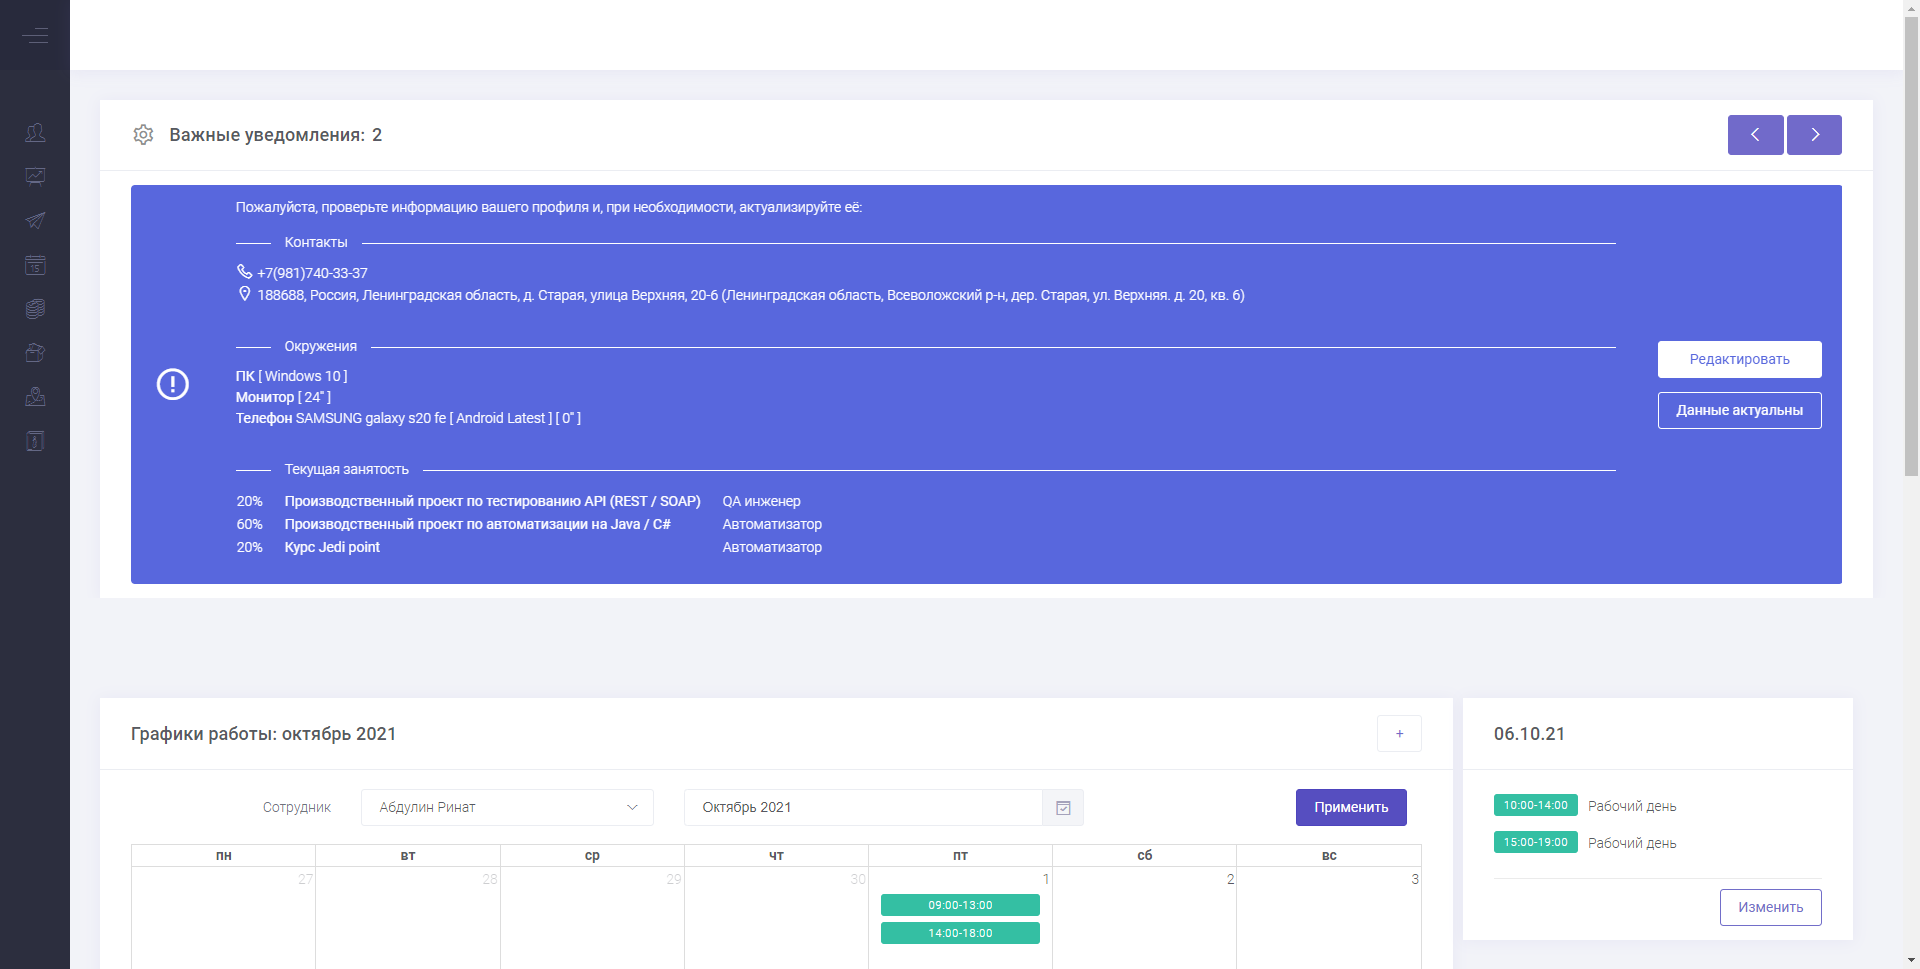 Важные уведомления: 2
Пожалуйста, проверьте информацию вашего профиля и, при необходимости, актуализируйте её:
Контакты
+7(981)740-33-37
188688, Россия, Ленинградская область, д. Старая, улица Верхняя, 20-6 (Ленинградская область, Всеволожский р-н, дер. Старая, ул. Верхняя. д. 20, кв. 6)
Окружения
ПК [ Windows 10 ]
Монитор [ 24" ]
Телефон SAMSUNG galaxy s20 fe [ Android Latest ] [ 0" ]
Редактировать
Данные актуальны
Текущая занятость
20% Производственный проект по тестированию API (REST / SOAP) QA инженер
60% Производственный проект по автоматизации на Java / C# Автоматизатор
20% Курс Jedi point Автоматизатор
Графики работы: октябрь 2021
+
Сотрудник Абдулин Ринат Октябрь 2021 Применить
пн вт ср чт пт сб вс
27 28 29 30 1 2 3
09:00-13:00
14:00-18:00
06.10.21
10:00-14:00 Рабочий день
15:00-19:00 Рабочий день
Изменить
15